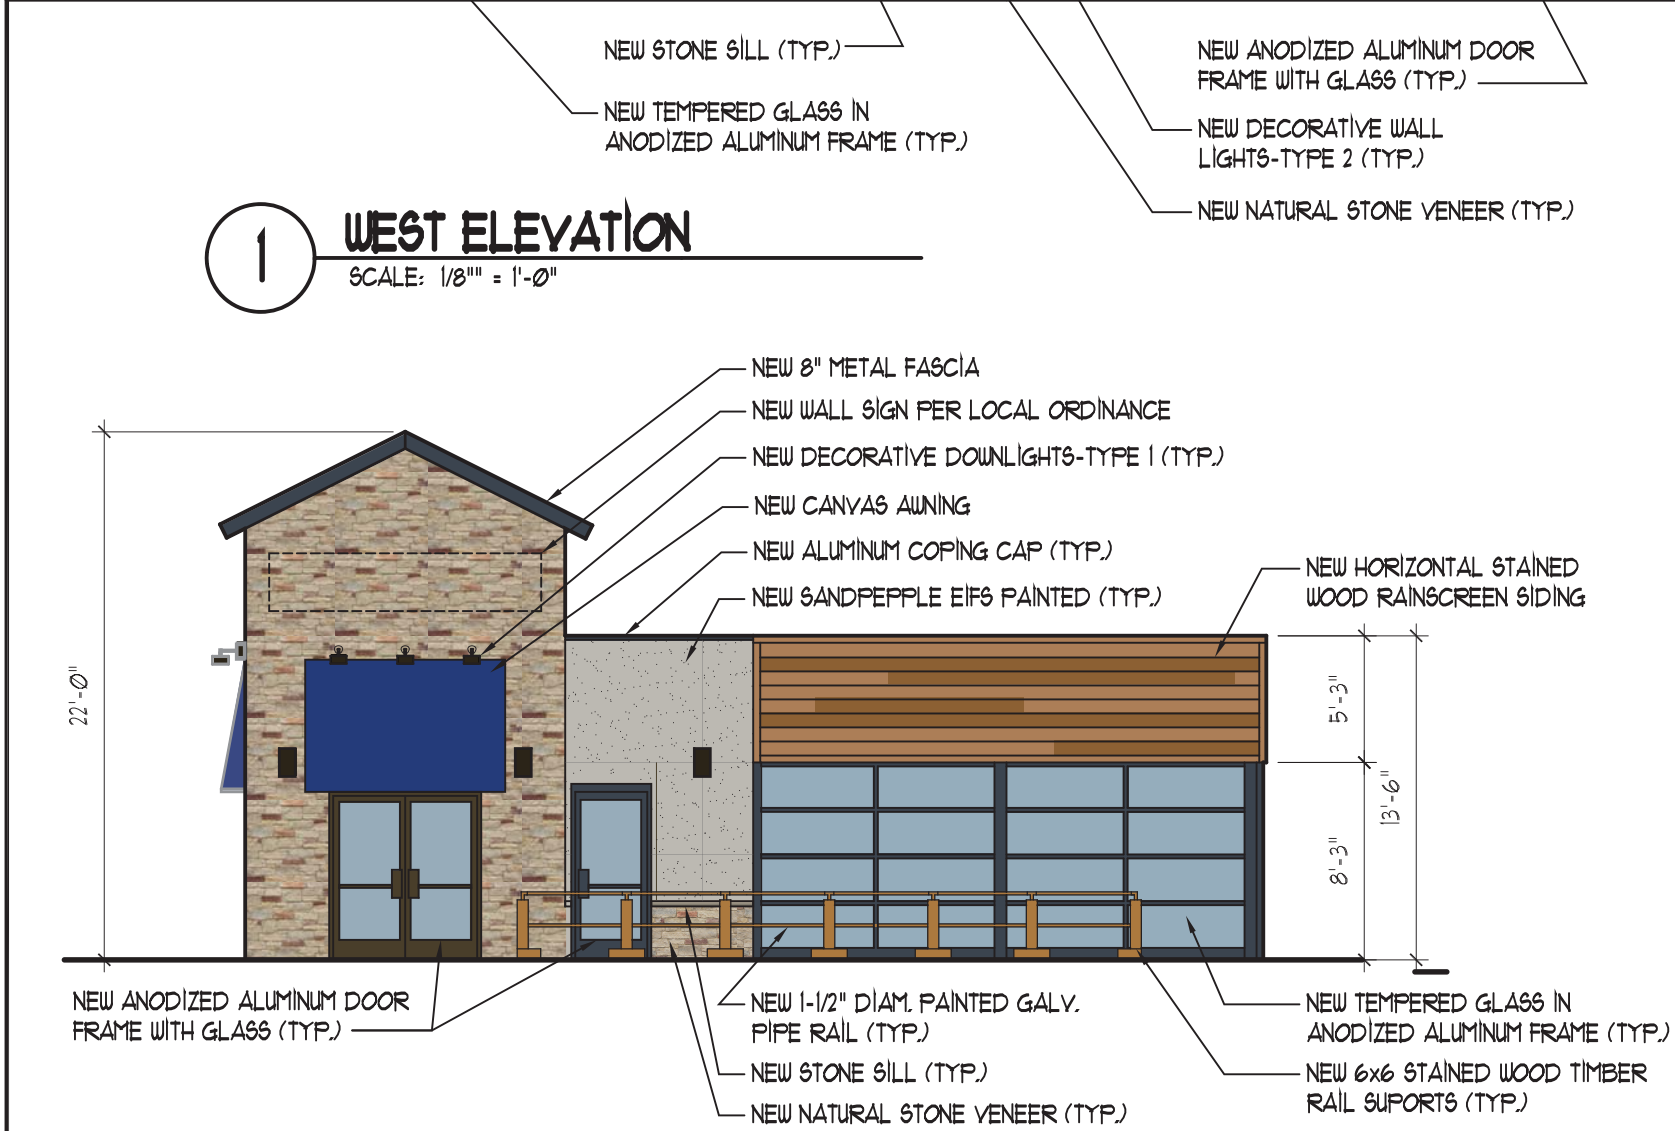 NEW STONE SILL (TYP.)
NEW TEMPERED GLASS IN
ANODIZED ALUMINUM FRAME (TYP.)
NEW ANODIZED ALUMINUM DOOR
FRAME WITH GLASS (TYP.)
NEW DECORATIVE WALL
LIGHTS-TYPE 2 (TYP.)
NEW NATURAL STONE VENEER (TYP.)
1
WEST ELEVATION
SCALE: 1/8"" = 1'-0"
NEW 8" METAL FASCIA
NEW WALL SIGN PER LOCAL ORDINANCE
NEW DECORATIVE DOWNLIGHTS-TYPE 1 (TYP.)
NEW CANVAS AWNING
NEW ALUMINUM COPING CAP (TYP.)
NEW SANDPEPPLE EIFS PAINTED (TYP.)
NEW HORIZONTAL STAINED
WOOD RAINSCREEN SIDING
22'-0"
5'-3"
8'-3"
13'-6"
NEW ANODIZED ALUMINUM DOOR
FRAME WITH GLASS (TYP.)
NEW 1-1/2" DIAM. PAINTED GALV.
PIPE RAIL (TYP.)
NEW STONE SILL (TYP.)
NEW NATURAL STONE VENEER (TYP.)
NEW TEMPERED GLASS IN
ANODIZED ALUMINUM FRAME (TYP.)
NEW 6x6 STAINED WOOD TIMBER
RAIL SUPORTS (TYP.)